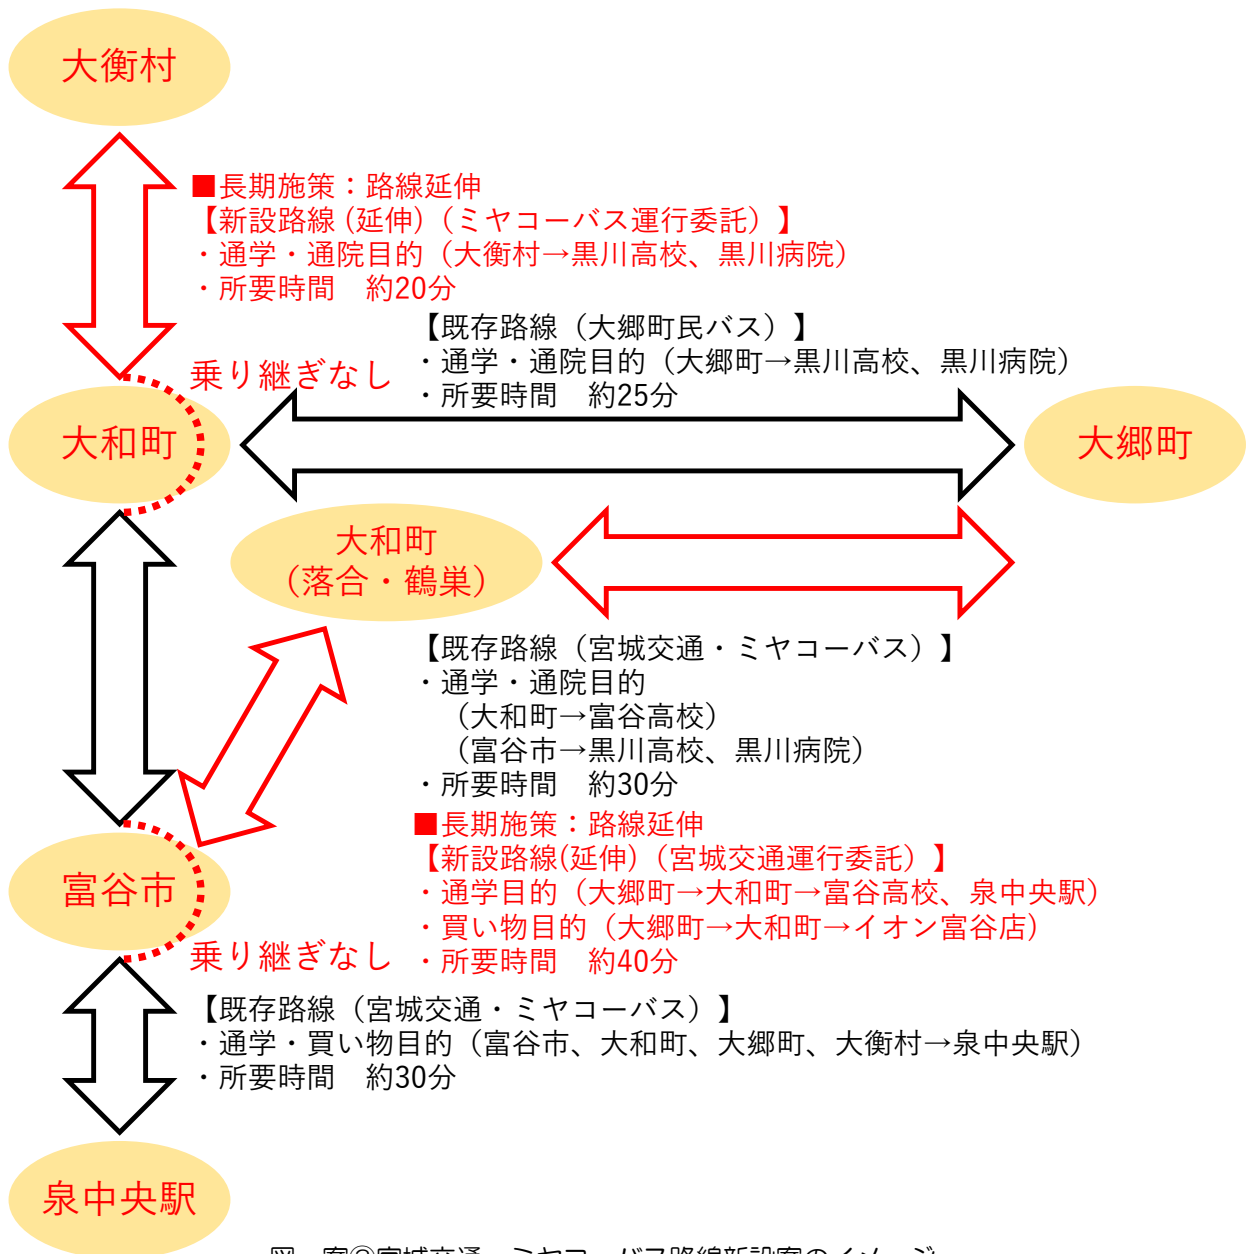 大衡村
■長期施策：路線延伸
【新設路線(延伸)（ミヤコーバス運行委託）】
・通学・通院目的（大衡村→黒川高校、黒川病院）
・所要時間　約20分
【既存路線（大郷町民バス）】
・通学・通院目的（大郷町→黒川高校、黒川病院）
・所要時間　約25分
乗り継ぎなし
大和町
大郷町
大和町
（落合・鶴巣）
【既存路線（宮城交通・ミヤコーバス）】
・通学・通院目的
（大和町→富谷高校）
（富谷市→黒川高校、黒川病院）
・所要時間　約30分
■長期施策：路線延伸
【新設路線(延伸)（宮城交通運行委託）】
・通学目的（大郷町→大和町→富谷高校、泉中央駅）
・買い物目的（大郷町→大和町→イオン富谷店）
・所要時間　約40分
富谷市
乗り継ぎなし
【既存路線（宮城交通・ミヤコーバス）】
・通学・買い物目的（富谷市、大和町、大郷町、大衡村→泉中央駅）
・所要時間　約30分
泉中央駅